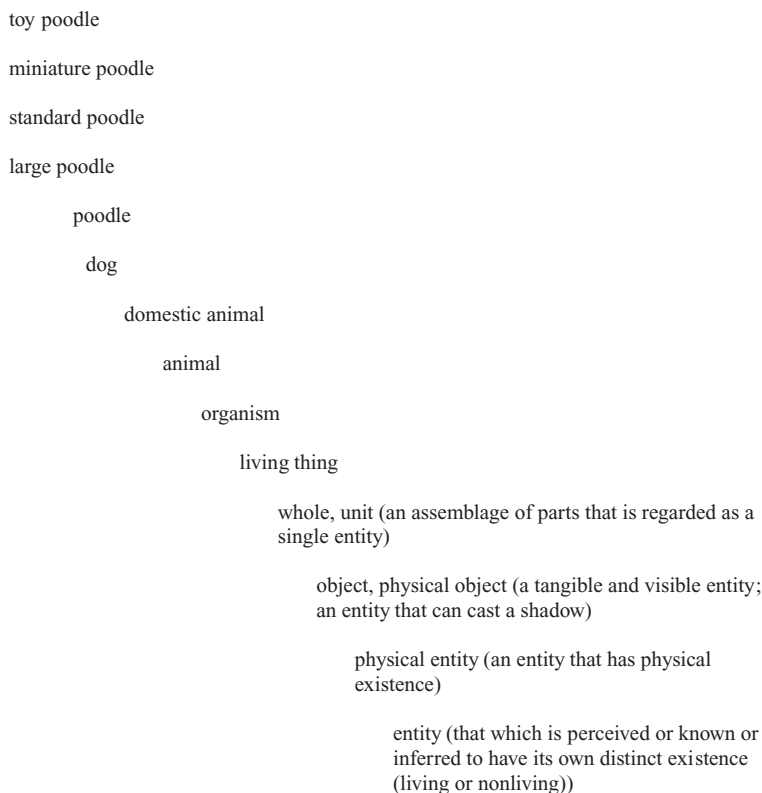 toy poodle
miniature poodle
standard poodle
large poodle
poodle
dog
domestic animal
animal
organism
living thing
whole, unit (an assemblage of parts that is regarded as a
single entity)
object, physical object (a tangible and visible entity;
an entity that can cast a shadow)
physical entity (an entity that has physical
existence)
entity (that which is perceived or known or
inferred to have its own distinct existence
(living or nonliving))